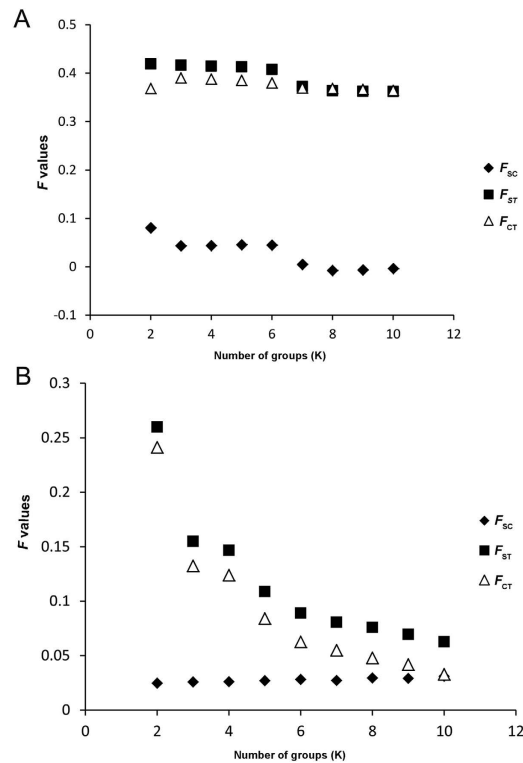 A
0.5
0.4
0.3
0.2
0.1
0
-0.1
F values
0 2 4 6 8 10 12
Number of groups (K)
FSC
FST
FCT
B
0.3
0.25
0.2
0.15
0.1
0.05
0
F values
0 2 4 6 8 10 12
Number of groups (K)
FSC
FST
FCT